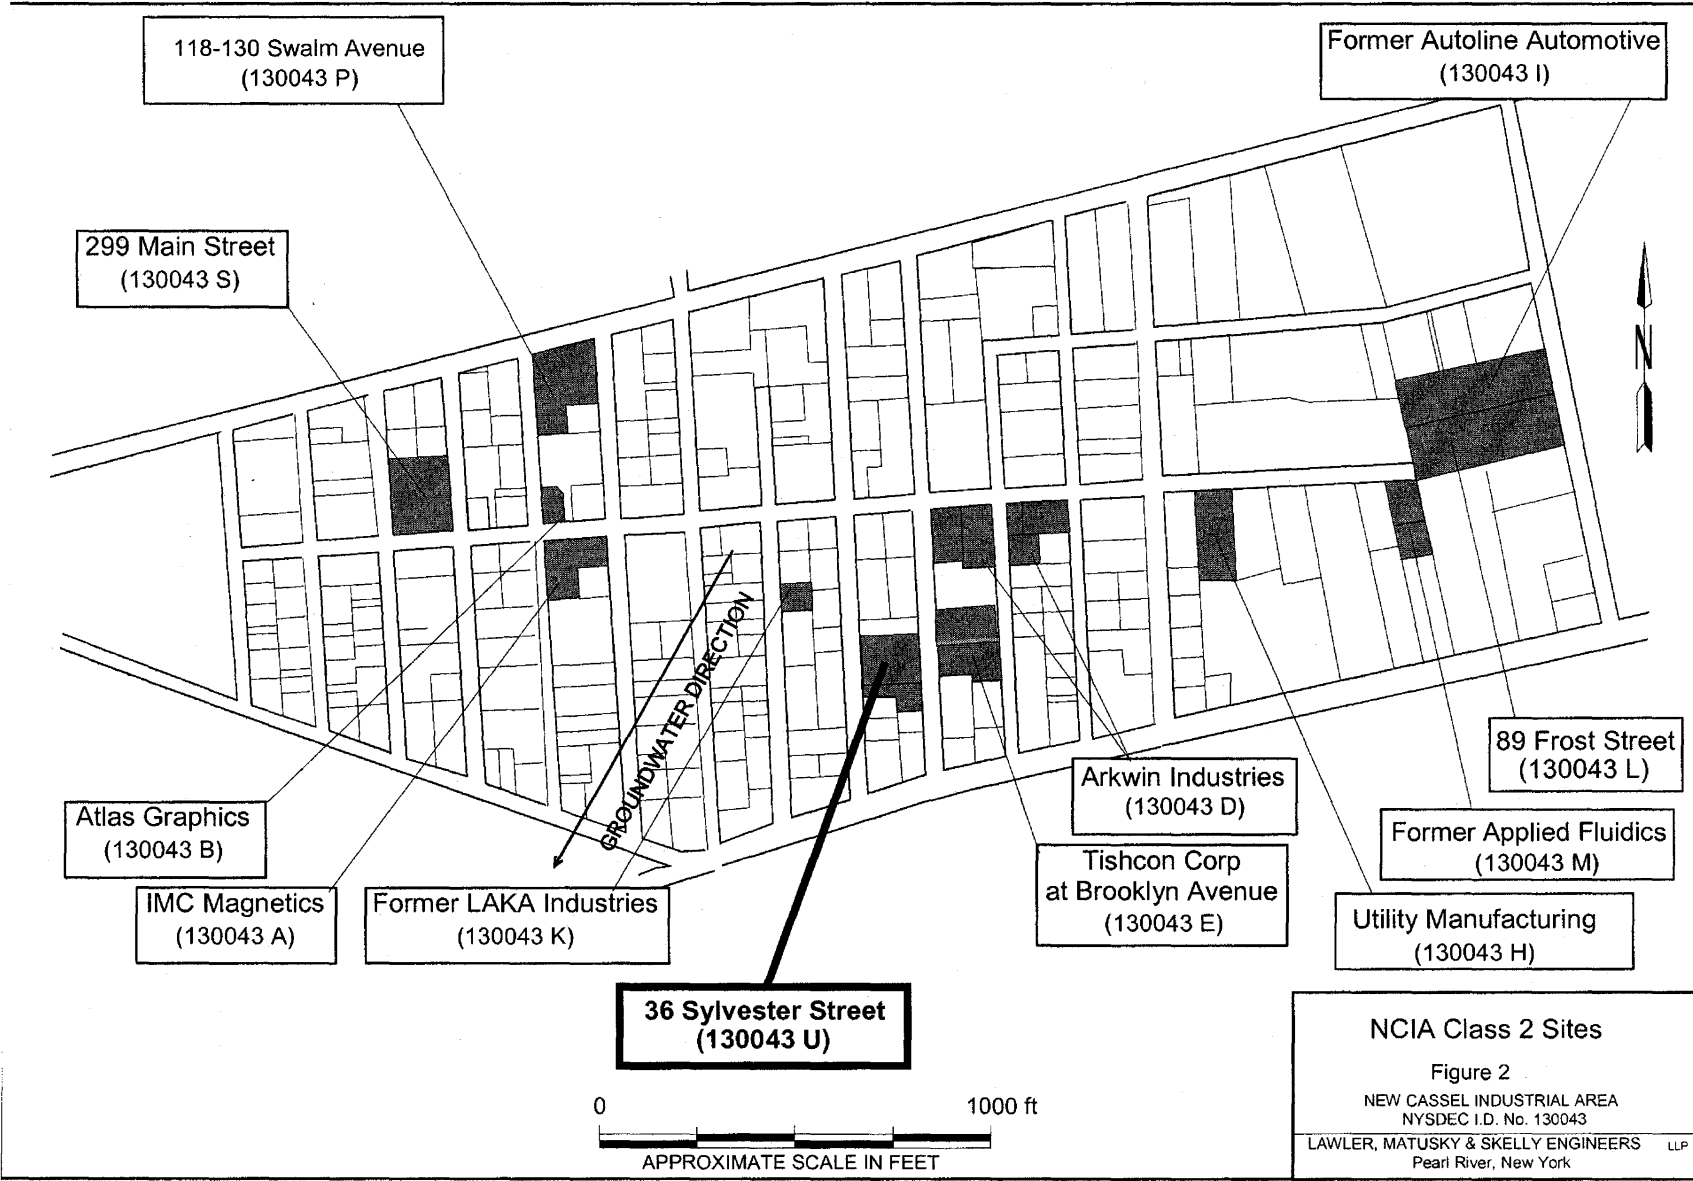 118-130 Swalm Avenue
(130043 P)
Former Autoline Automotive
(130043 I)
299 Main Street
(130043 S)
N
GROUNDWATER DIRECTION
89 Frost Street
(130043 L)
Arkwin Industries
(130043 D)
Atlas Graphics
(130043 B)
Former Applied Fluidics
(130043 M)
Tishcon Corp
at Brooklyn Avenue
(130043 E)
IMC Magnetics
(130043 A)
Former LAKA Industries
(130043 K)
Utility Manufacturing
(130043 H)
36 Sylvester Street
(130043 U)
0 1000 ft
APPROXIMATE SCALE IN FEET
NCIA Class 2 Sites
Figure 2
NEW CASSEL INDUSTRIAL AREA
NYSDEC I.D. No. 130043
LAWLER, MATUSKY & SKELLY ENGINEERS LLP
Pearl River, New York